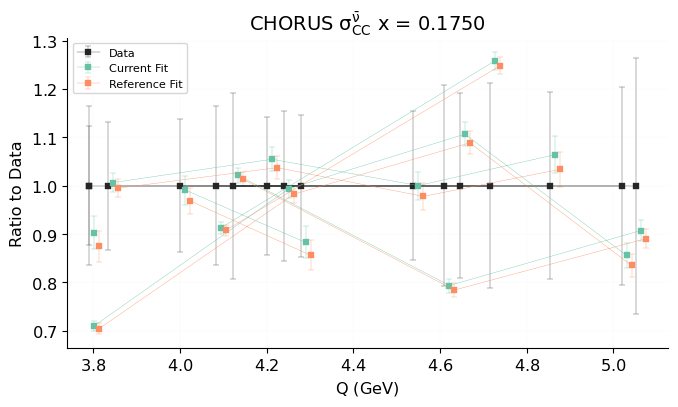 CHORUS σ^ν̄_CC x = 0.1750
Data
Current Fit
Reference Fit
Ratio to Data
1.3
1.2
1.1
1.0
0.9
0.8
0.7
3.8 4.0 4.2 4.4 4.6 4.8 5.0
Q (GeV)